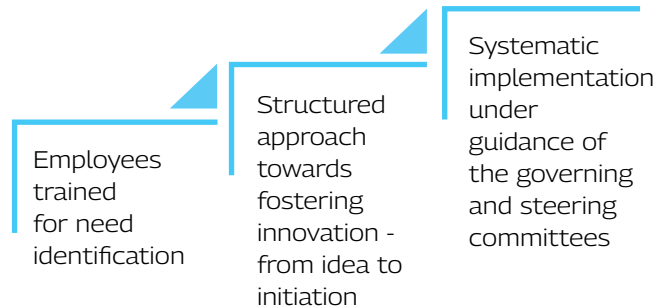 Employees
trained
for need
identification
Structured
approach
towards
fostering
innovation -
from idea to
initiation
Systematic
implementation
under
guidance of
the governing
and steering
committees